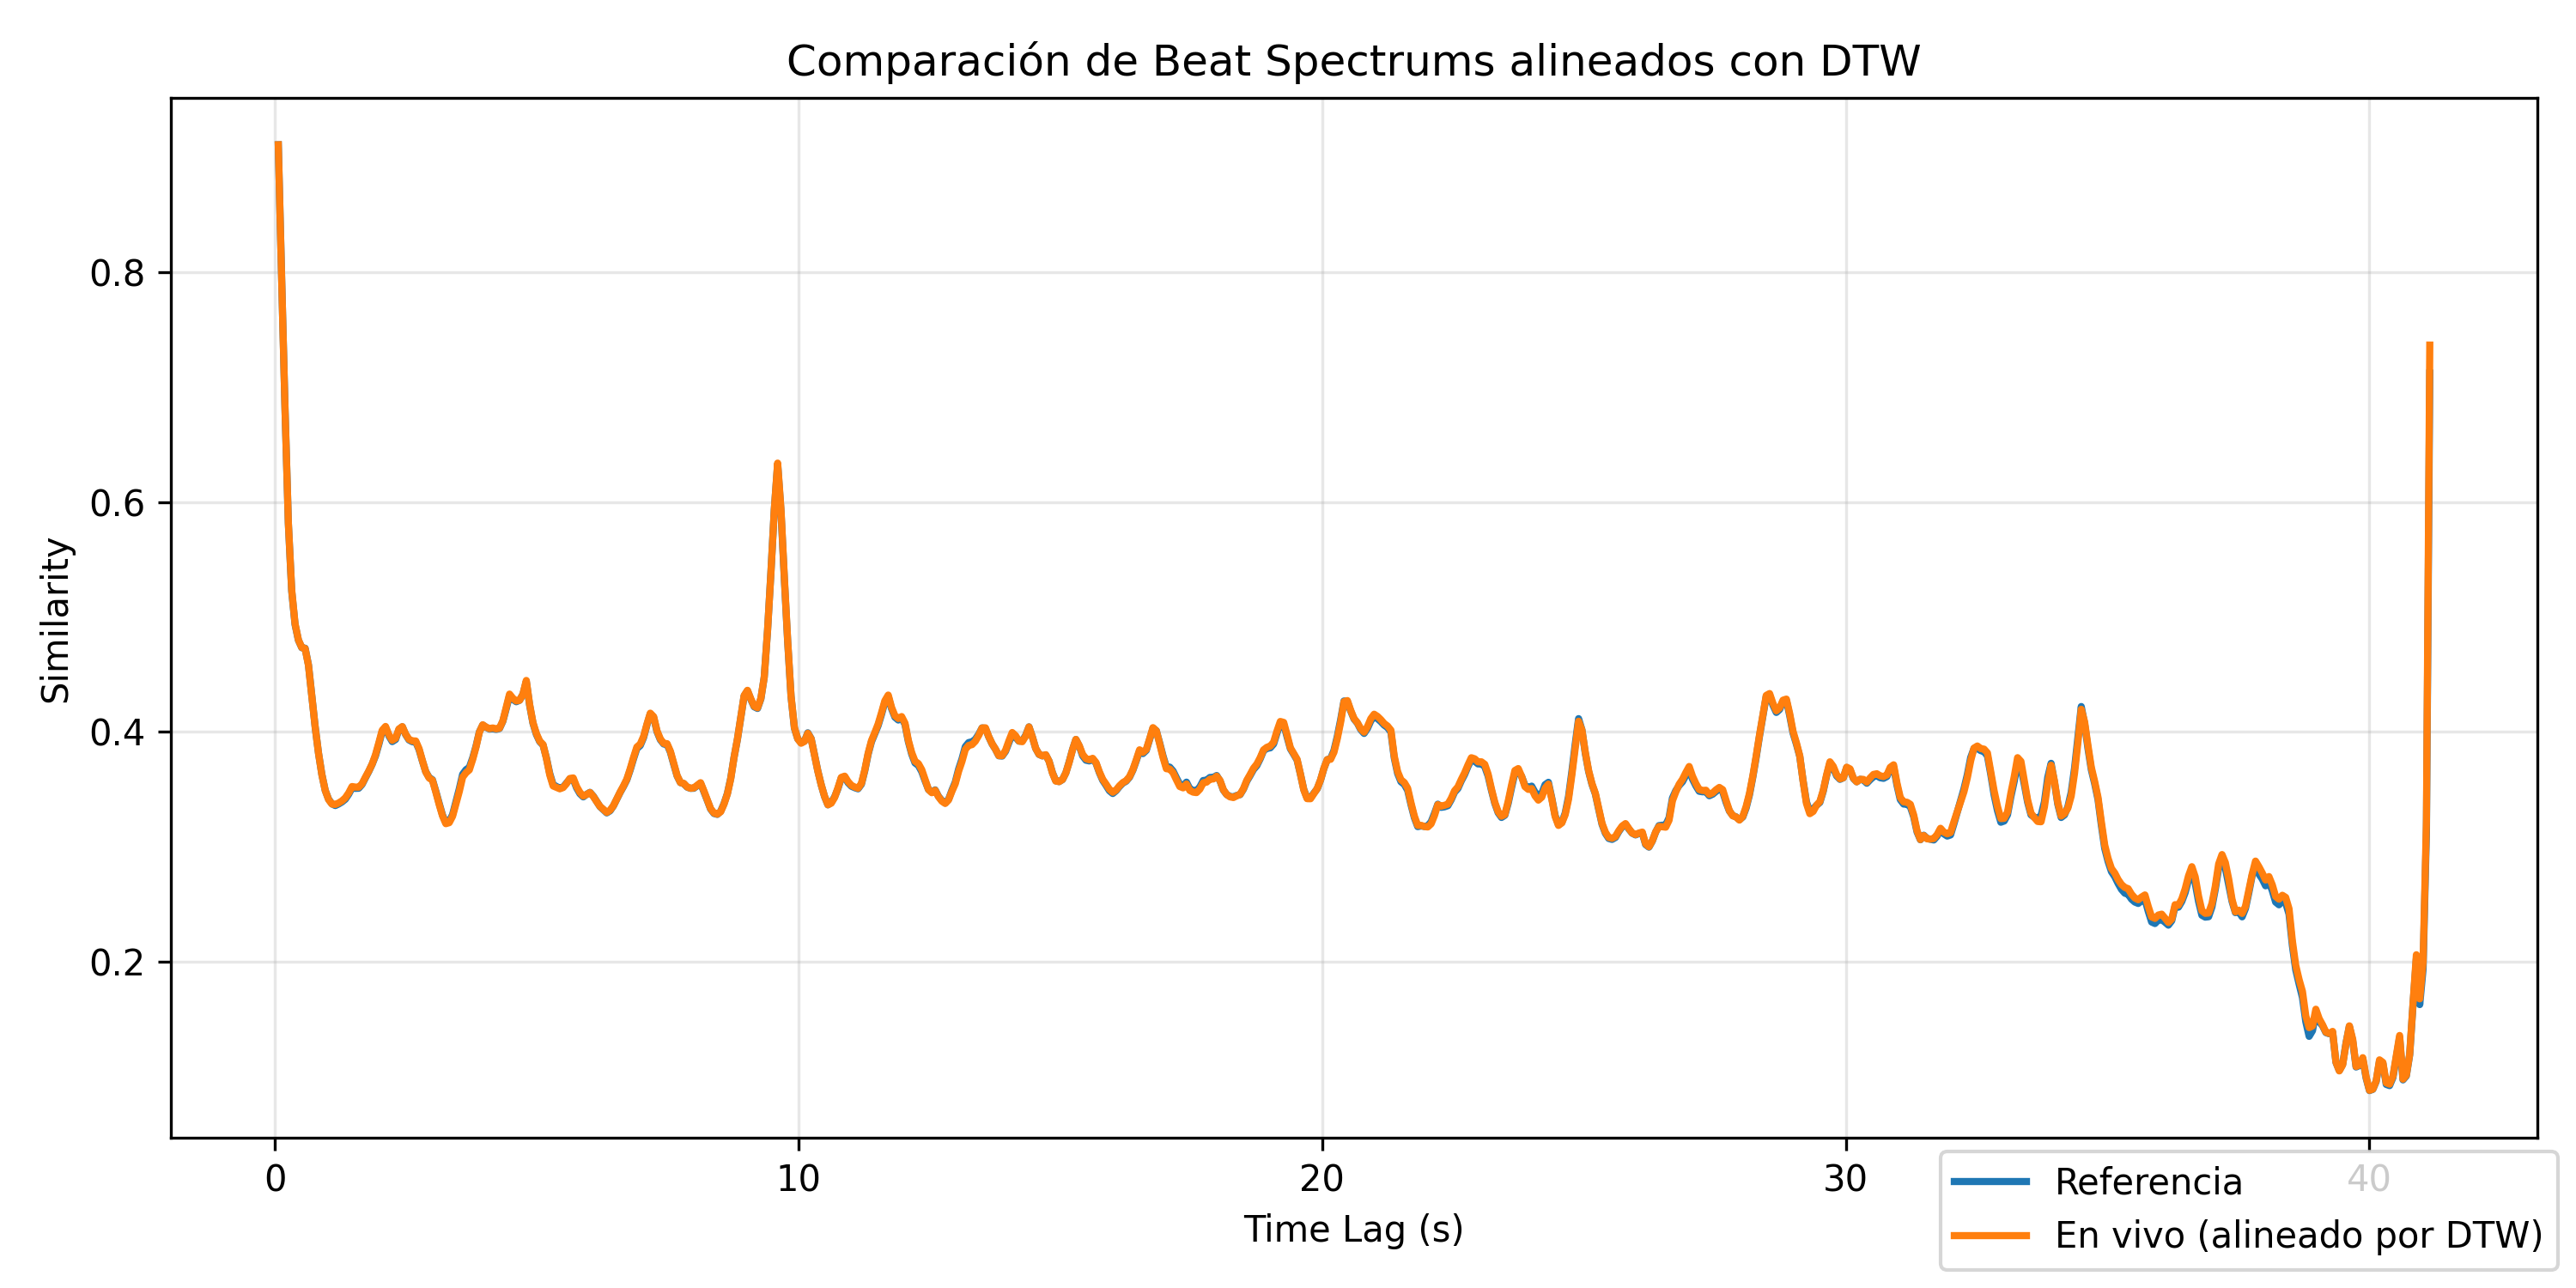 Comparación de Beat Spectrums alineados con DTW
Similarity
0.8
0.6
0.4
0.2
0 10 20 30 40
Time Lag (s)
Referencia
En vivo (alineado por DTW)